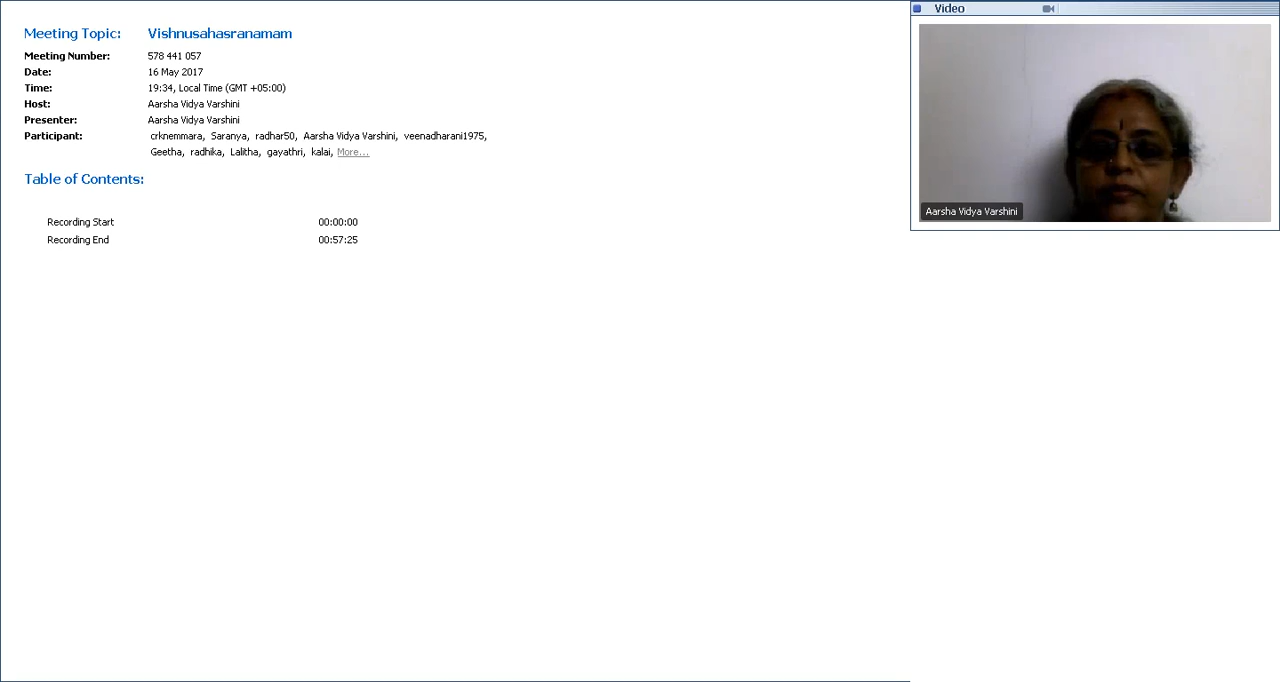 Meeting Topic: Vishnusahasranamam
Meeting Number: 578 441 057
Date: 16 May 2017
Time: 19:34, Local Time (GMT +05:00)
Host: Aarsha Vidya Varshini
Presenter: Aarsha Vidya Varshini
Participant: crknemmara, Saranya, radhar50, Aarsha Vidya Varshini, veenadharani1975,
Geetha, radhika, Lalitha, gayathri, kalai, More...
Table of Contents:
Recording Start 00:00:00
Recording End 00:57:25
Video
Aarsha Vidya Varshini